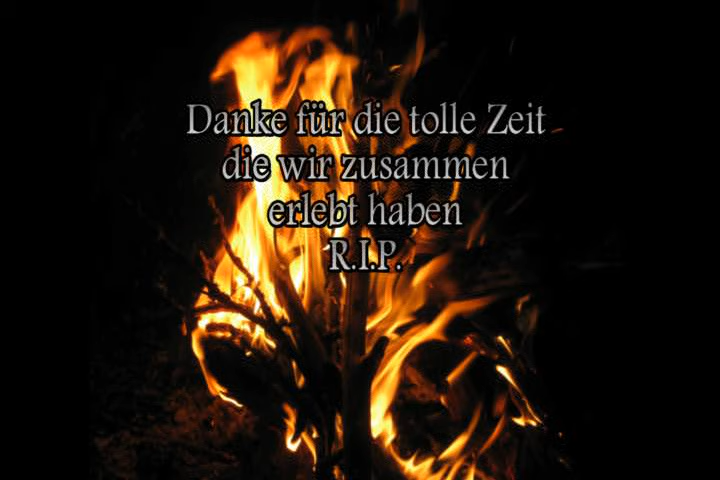 Danke für die tolle Zeit
die wir zusammen
erlebt haben
R.I.P.